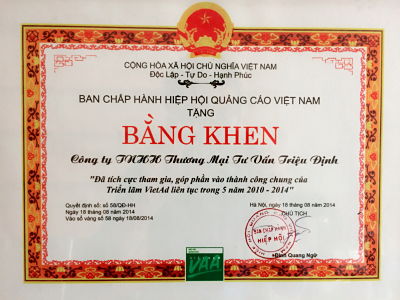 CỘNG HÒA XÃ HỘI CHỦ NGHĨA VIỆT NAM
Độc Lập - Tự Do - Hạnh Phúc
BAN CHẤP HÀNH HIỆP HỘI QUẢNG CÁO VIỆT NAM
TẶNG
BẰNG KHEN
Công ty TNHH Thương Mại Tư Vấn Triệu Định
"Đã tích cực tham gia, góp phần vào thành công chung của
Triển lãm VietAd liên tục trong 5 năm 2010 - 2014"
Quyết định: số 58/QĐ-HH
Ngày 18 tháng 08 năm 2014
Vào sổ vàng số 58 ngày 18/08/2014
Hà Nội, ngày 18 tháng 08 năm 2014
CHỦ TỊCH
BAN CHẤP HÀNH
HIỆP HỘI
Đinh Quang Ngữ
VAA